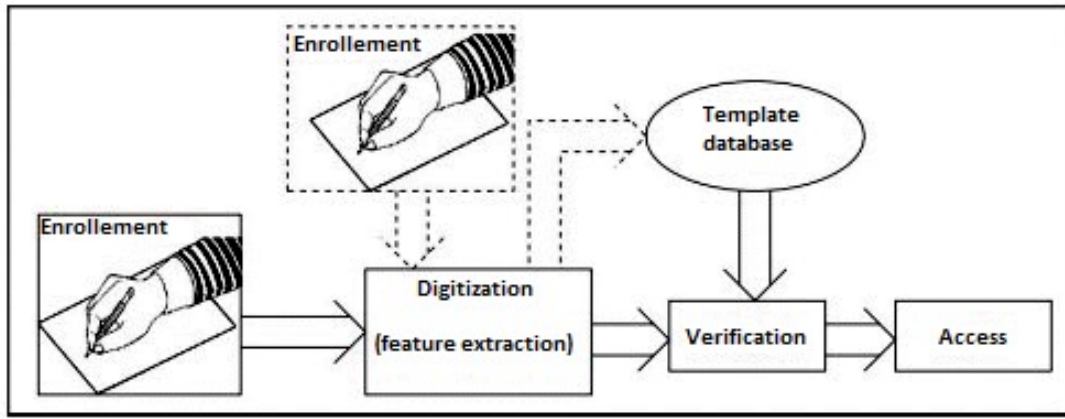 Enrollement
Template
database
Enrollement
Digitization
(feature extraction)
Verification
Access